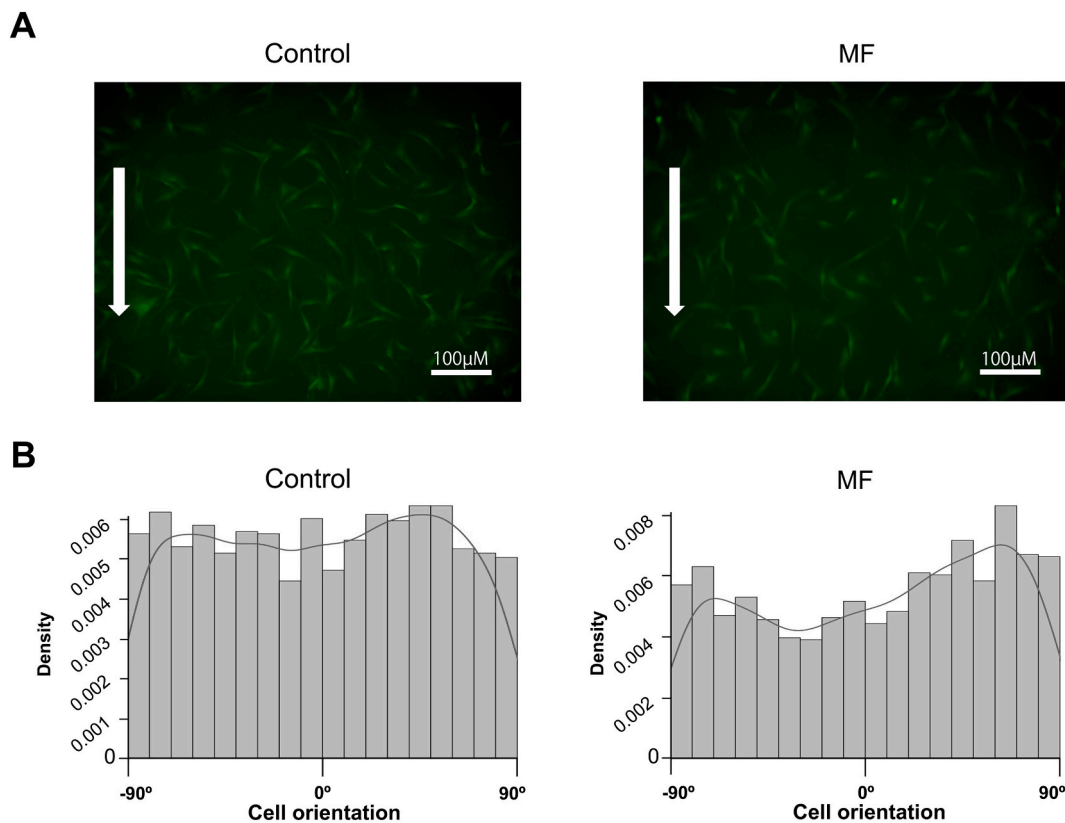 A
Control
MF
100µM
100µM
B
Control
MF
Density
0.006
0.005
0.004
0.003
0.002
0.001
0
-90º
0º
90º
Cell orientation
Density
0.008
0.006
0.004
0.002
0
-90º
0º
90º
Cell orientation